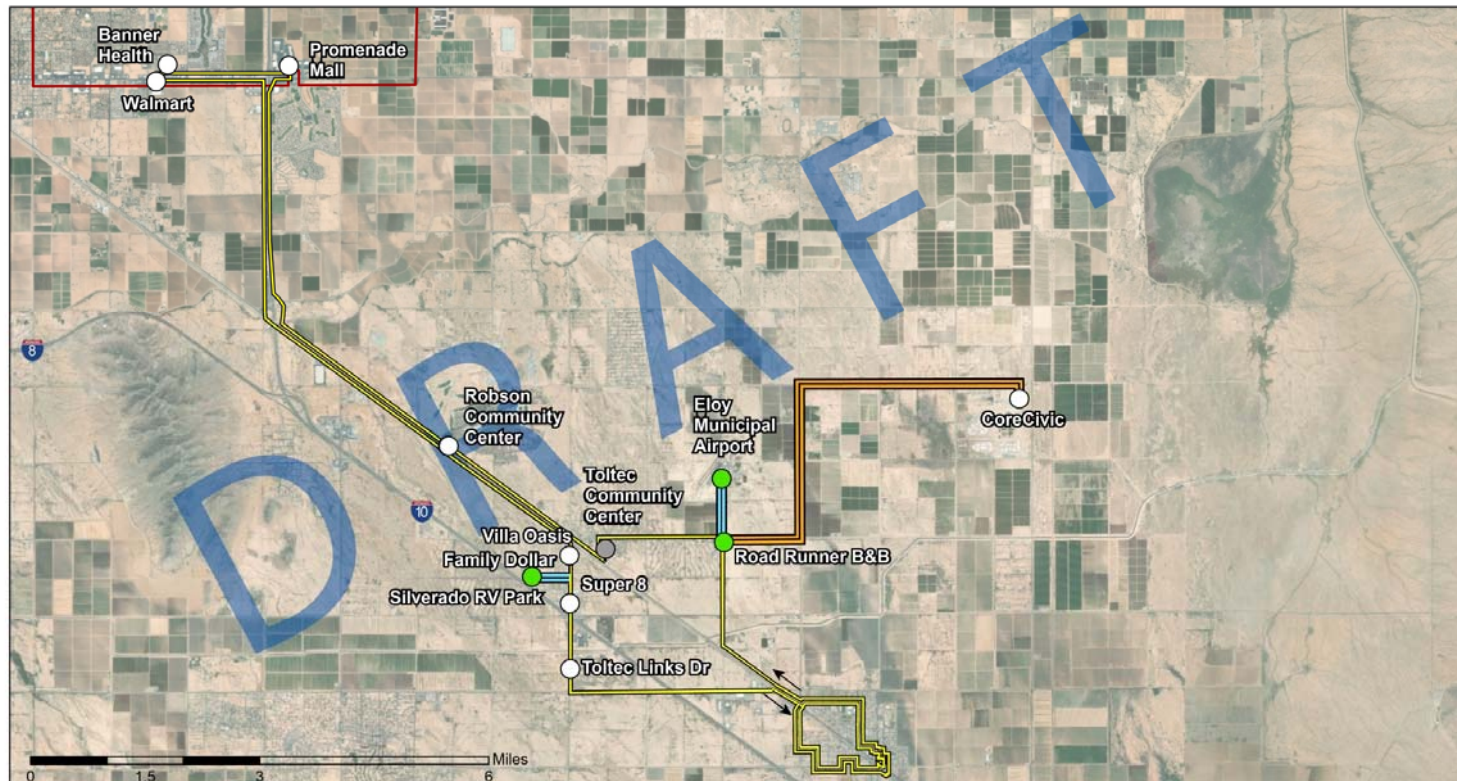 Banner
Health
Walmart
Promenade
Mall
DRAFT
8
Robson
Community
Center
Eloy
Municipal
Airport
CoreCivic
Toltec
Community
Center
10
Villa Oasis
Family Dollar
Road Runner B&B
Super 8
Silverado RV Park
Toltec Links Dr
Miles
0 1.5 3 6